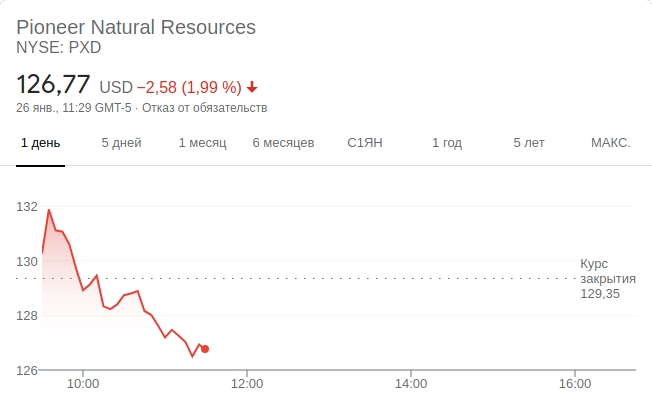 Pioneer Natural Resources
NYSE: PXD
126,77 USD −2,58 (1,99 %)
26 янв., 11:29 GMT-5 · Отказ от обязательств
1 день 5 дней 1 месяц 6 месяцев С1ЯН 1 год 5 лет МАКС.
132
130
128
126
Курс
закрытия
129,35
10:00 12:00 14:00 16:00